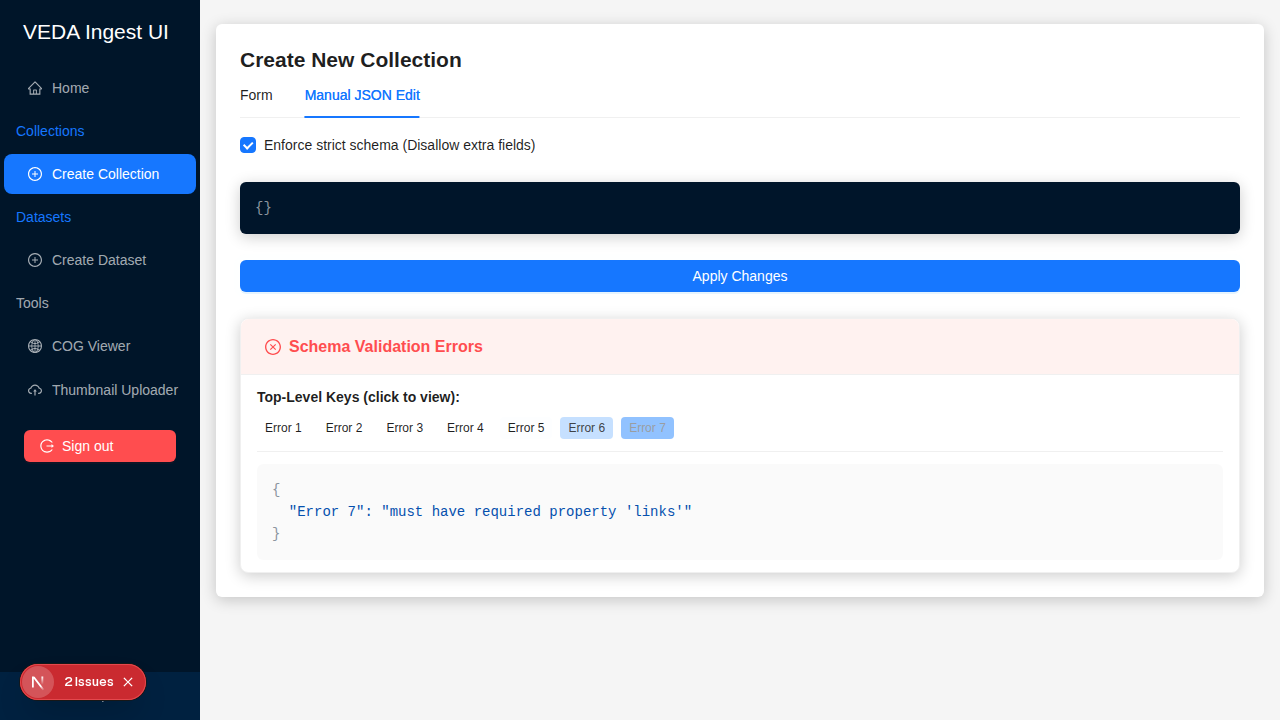 VEDA Ingest UI
Home
Collections
Create Collection
Datasets
Create Dataset
Tools
COG Viewer
Thumbnail Uploader
Sign out
2 Issues
Create New Collection
Form
Manual JSON Edit
Enforce strict schema (Disallow extra fields)
{}
Apply Changes
Schema Validation Errors
Top-Level Keys (click to view):
Error 1 Error 2 Error 3 Error 4 Error 5 Error 6 Error 7
{
"Error 7": "must have required property 'links'"
}